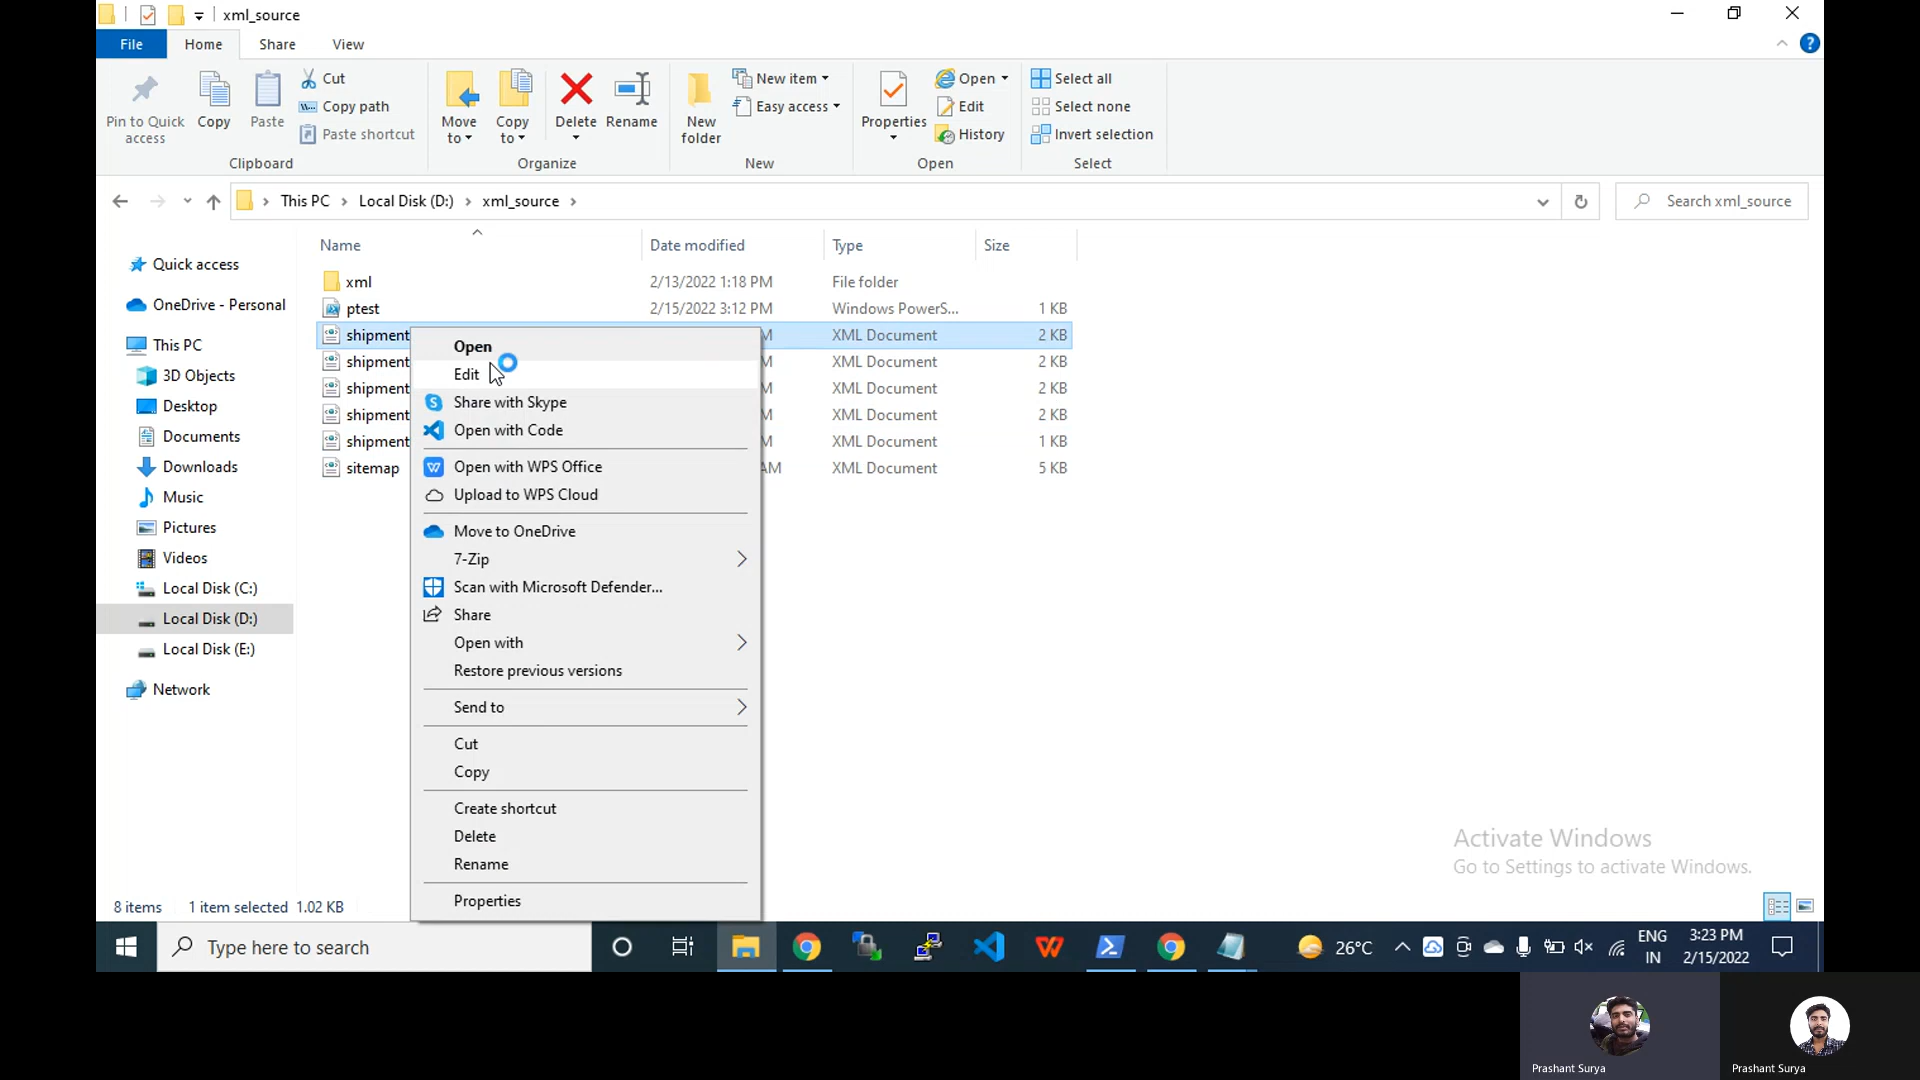 xml_source
File
Home
Share
View
Pin to Quick
access
Copy
Paste
Cut
Copy path
Paste shortcut
Clipboard
Move
to
Copy
to
Delete
Rename
Organize
New
folder
New item
Easy access
New
Properties
Open
Edit
History
Open
Select all
Select none
Invert selection
Select
This PC
Local Disk (D:)
xml_source
Search xml_source
Name
Date modified
Type
Size
Quick access
OneDrive - Personal
This PC
3D Objects
Desktop
Documents
Downloads
Music
Pictures
Videos
Local Disk (C:)
Local Disk (D:)
Local Disk (E:)
Network
xml 2/13/2022 1:18 PM File folder
ptest 2/15/2022 3:12 PM Windows PowerS... 1 KB
shipment M XML Document 2 KB
shipment M XML Document 2 KB
shipment M XML Document 2 KB
shipment M XML Document 2 KB
shipment M XML Document 1 KB
sitemap AM XML Document 5 KB
Open
Edit
Share with Skype
Open with Code
Open with WPS Office
Upload to WPS Cloud
Move to OneDrive
7-Zip
Scan with Microsoft Defender...
Share
Open with
Restore previous versions
Send to
Cut
Copy
Create shortcut
Delete
Rename
Properties
Activate Windows
Go to Settings to activate Windows.
8 items 1 item selected 1.02 KB
Type here to search
26°C
ENG
IN
3:23 PM
2/15/2022
Prashant Surya
Prashant Surya